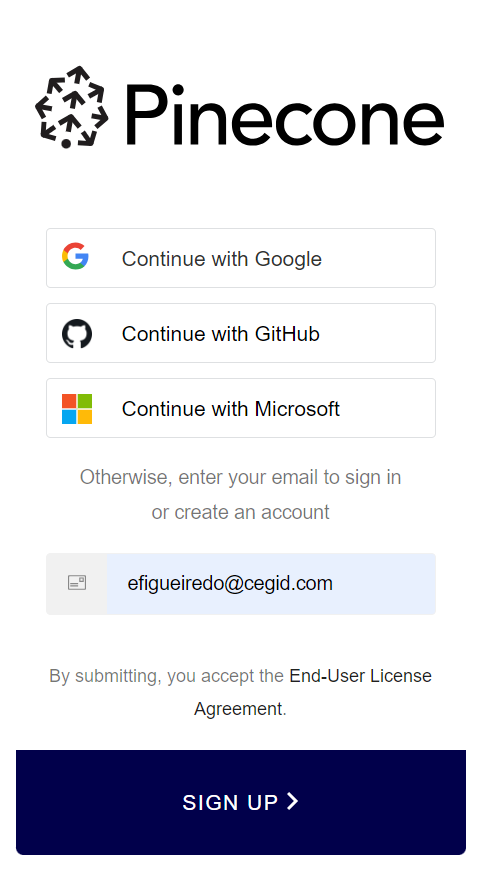 Pinecone
Continue with Google
Continue with GitHub
Continue with Microsoft
Otherwise, enter your email to sign in
or create an account
efigueiredo@cegid.com
By submitting, you accept the End-User License
Agreement.
SIGN UP